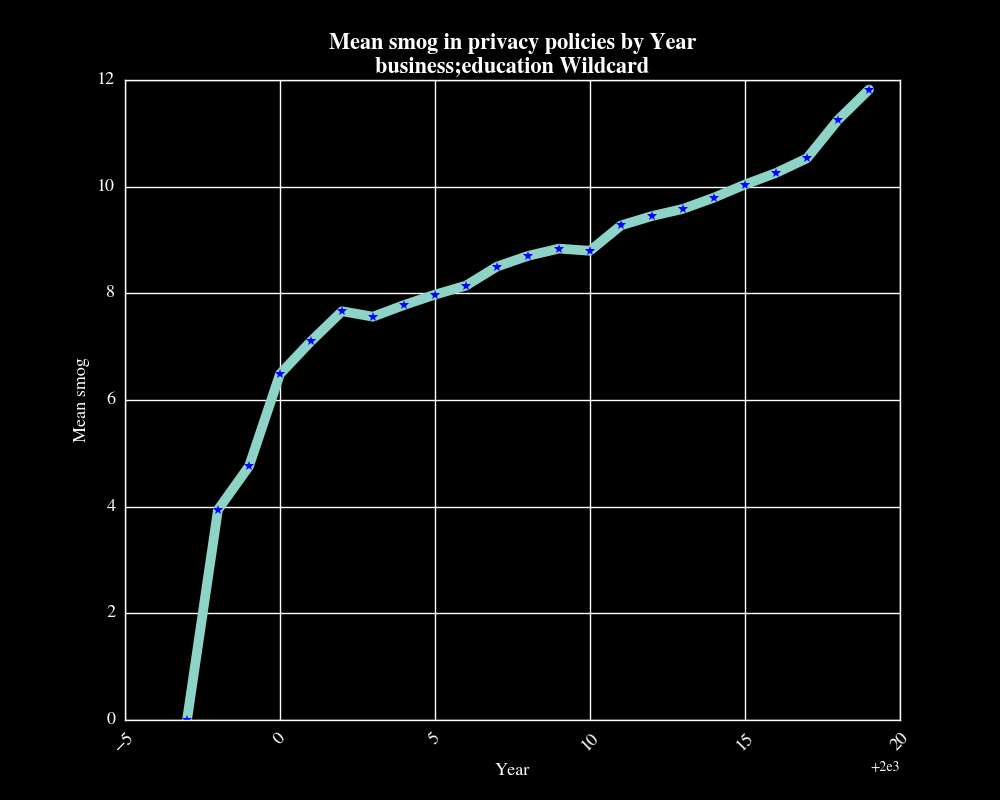 Mean smog in privacy policies by Year
business;education Wildcard
12
10
8
6
4
2
0
Mean smog
−5
0
5
10
15
20
Year
+2e3